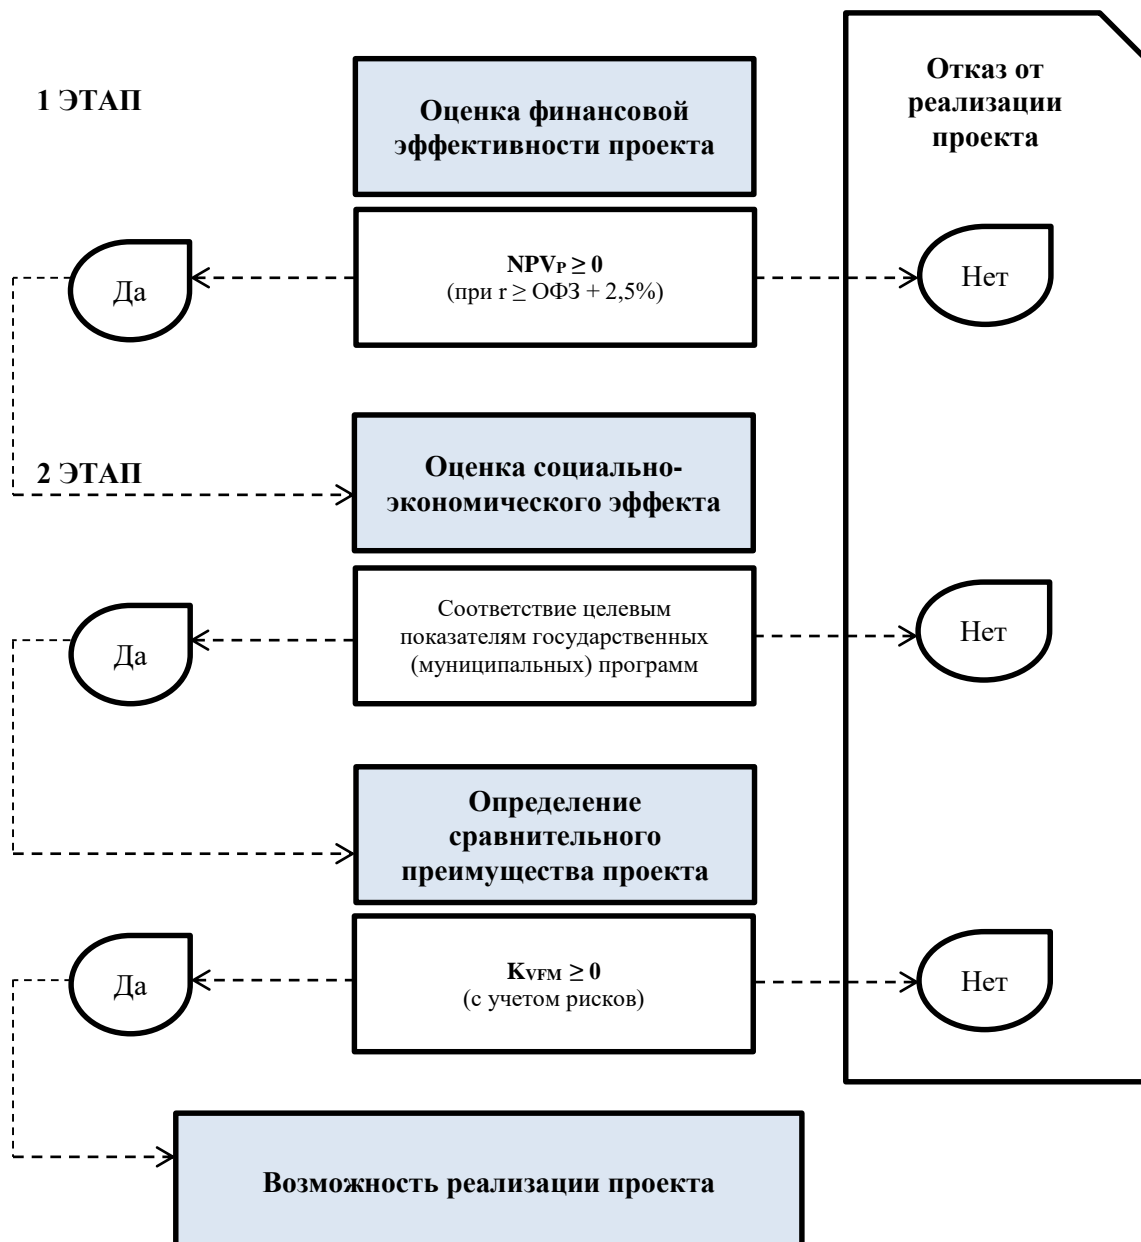 1 ЭТАП
Оценка финансовой
эффективности проекта
Отказ от
реализации
проекта
Да
NPVP ≥ 0
(при r ≥ ОФЗ + 2,5%)
Нет
2 ЭТАП
Оценка социально-
экономического эффекта
Да
Соответствие целевым
показателям государственных
(муниципальных) программ
Нет
Определение
сравнительного
преимущества проекта
Да
KVFM ≥ 0
(с учетом рисков)
Нет
Возможность реализации проекта